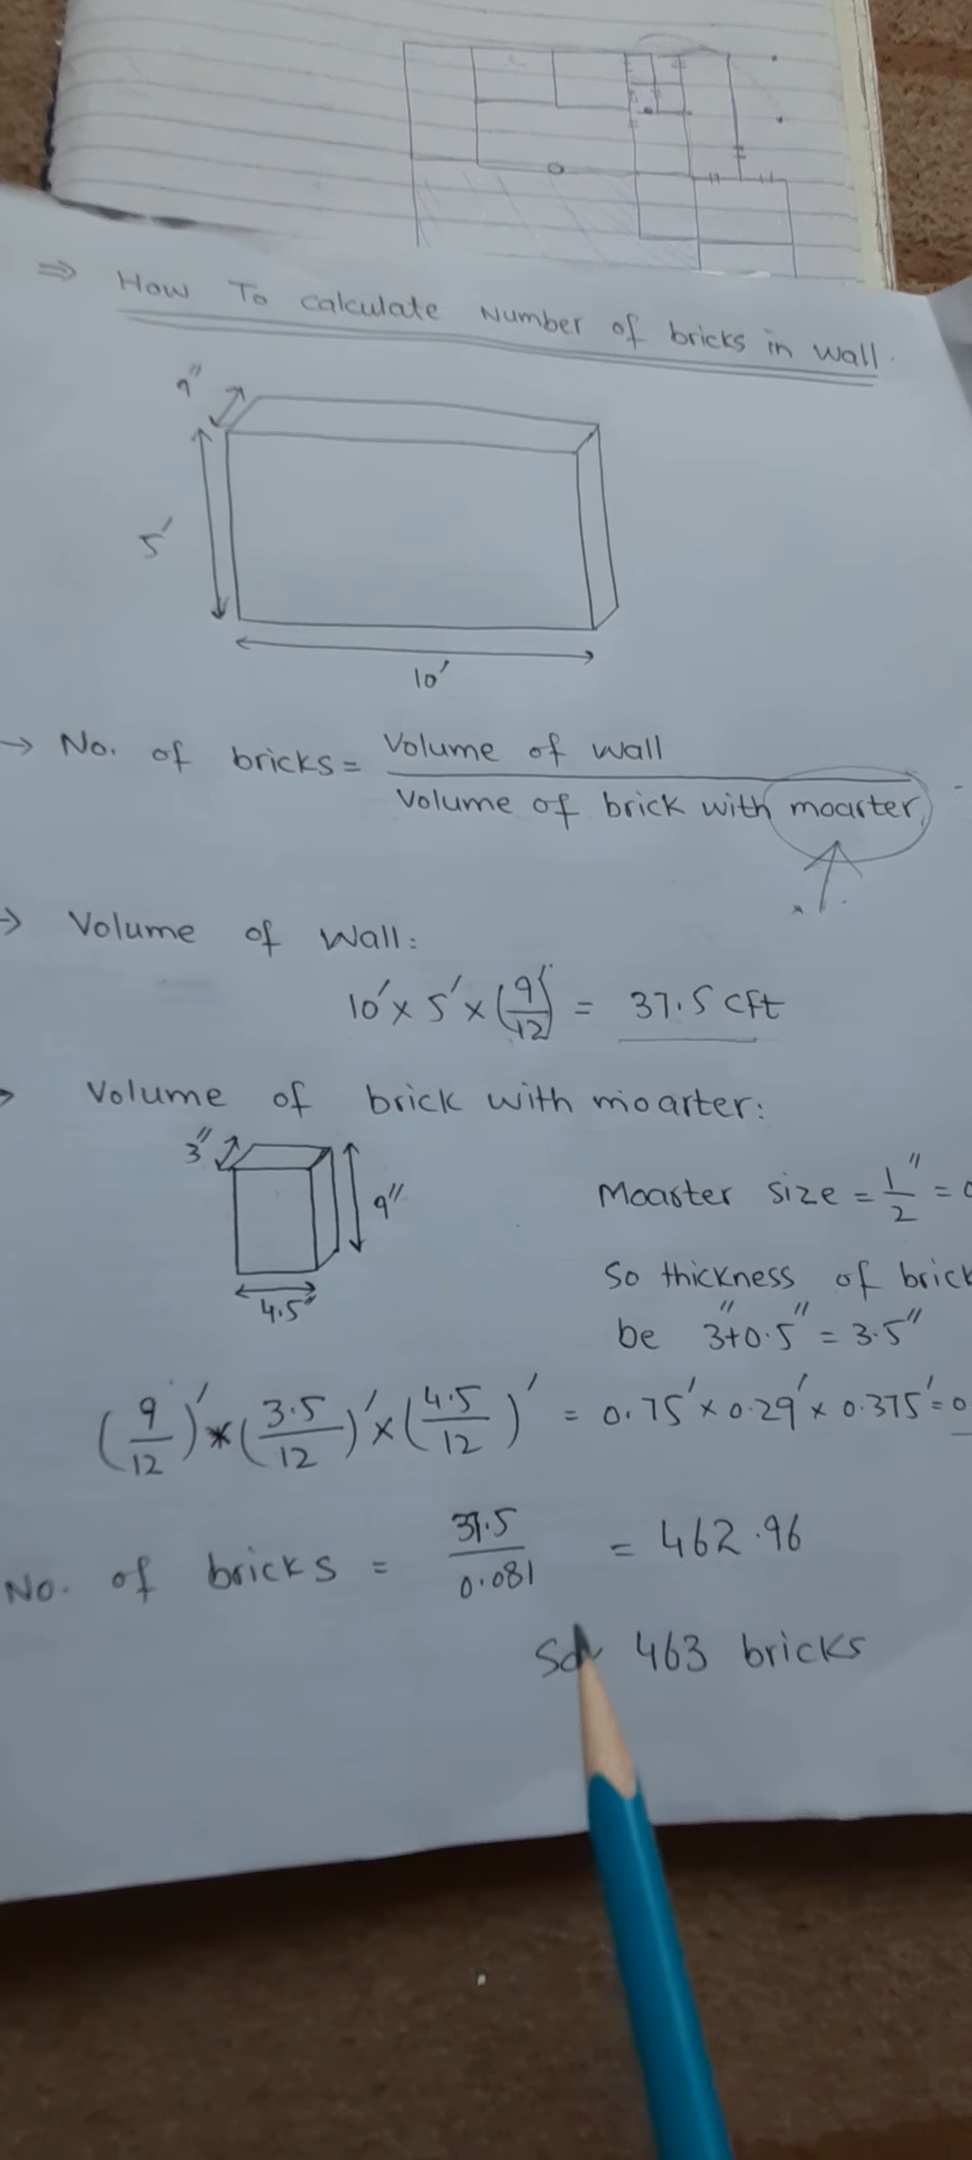 ⇒ How To calculate Number of bricks in wall.
9"
5'
10'
→ No. of bricks = Volume of wall
Volume of brick with moarter.
→ Volume of Wall:
10' x 5' x (9/12)' = 37.5 cft
Volume of brick with moarter:
3"
9"
4.5"
Moarter size = 1/2" = 0
So thickness of brick
be 3"+0.5" = 3.5"
(9/12)' x (3.5/12)' x (4.5/12)' = 0.75' x 0.29' x 0.375' = 0
No. of bricks = 37.5/0.081 = 462.96
So 463 bricks